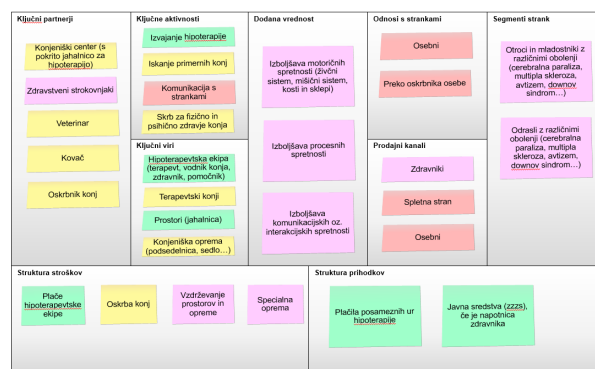 Ključni partnerji
Konjeniški center (s
pokrito jahalnico za
hipoterapijo)
Zdravstveni strokovnjaki
Veterinar
Kovač
Oskrbnik konj
Ključne aktivnosti
Izvajanje hipoterapije
Iskanje primernih konj
Komunikacija s
strankami
Skrb za fizično in
psihično zdravje konja
Ključni viri
Hipoterapevtska ekipa
(terapevt, vodnik konja,
zdravnik, pomočnik)
Terapevtski konji
Prostori (jahalnica)
Konjeniška oprema
(podsedelnica, sedlo...)
Dodana vrednost
Izboljšava motoričnih
spretnosti (živčni
sistem, mišični sistem,
kosti in sklepi)
Izboljšava procesnih
spretnosti
Izboljšava
komunikacijskih oz.
interakcijskih spretnosti
Odnosi s strankami
Osebni
Preko oskrbnika osebe
Prodajni kanali
Zdravniki
Spletna stran
Osebni
Segmenti strank
Otroci in mladostniki z
različnimi obolenji
(cerebralna paraliza,
multipla skleroza,
avtizem, downov
sindrom...)
Odrasli z različnimi
obolenji (cerebralna
paraliza, multipla
skleroza, avtizem,
downov sindrom...)
Struktura stroškov
Plače
hipoterapevtske
ekipe
Oskrba konj
Vzdrževanje
prostorov in
opreme
Specialna
oprema
Struktura prihodkov
Plačila posameznih ur
hipoterapije
Javna sredstva (zzzs),
če je napotnica
zdravnika